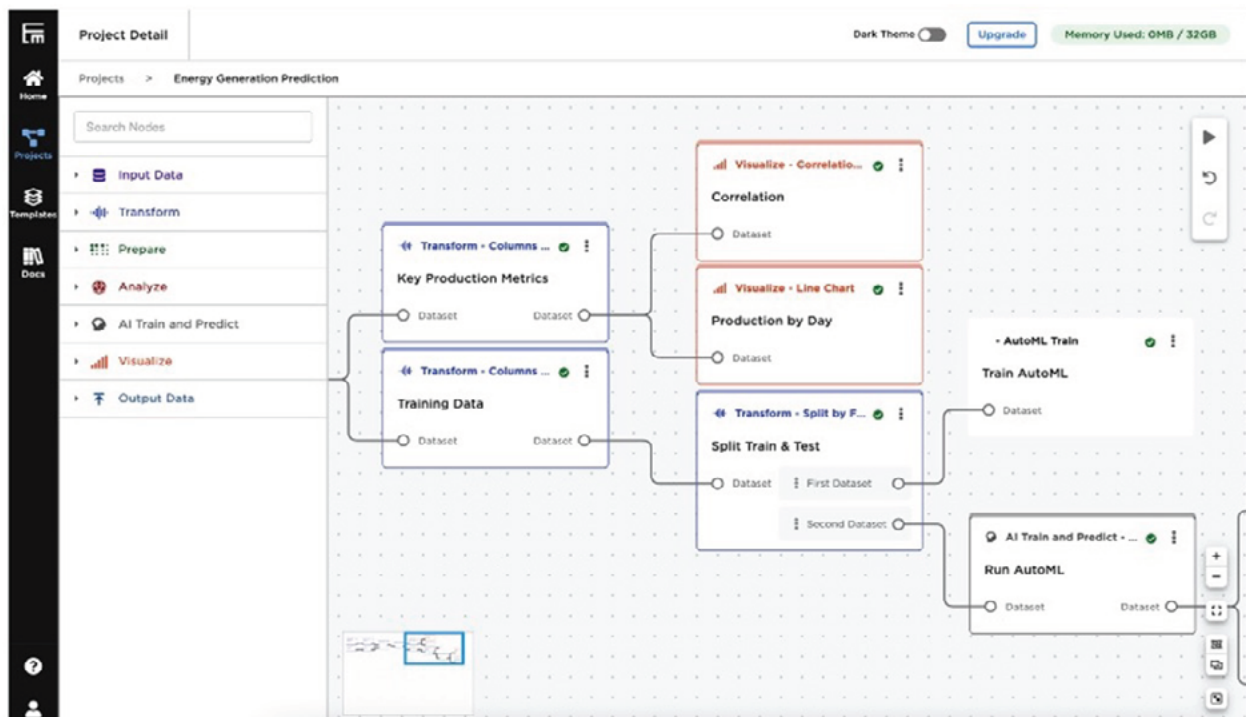 Project Detail
Dark Theme
Upgrade
Memory Used: 0MB / 32GB
Projects > Energy Generation Prediction
Home
Projects
Templates
Docs
Search Nodes
Input Data
Transform
Prepare
Analyze
AI Train and Predict
Visualize
Output Data
Transform - Columns ...
Key Production Metrics
Dataset Dataset
Transform - Columns ...
Training Data
Dataset Dataset
Visualize - Correlatio...
Correlation
Dataset
Visualize - Line Chart
Production by Day
Dataset
Transform - Split by F...
Split Train & Test
Dataset First Dataset
Second Dataset
- AutoML Train
Train AutoML
Dataset
AI Train and Predict - ...
Run AutoML
Dataset Dataset